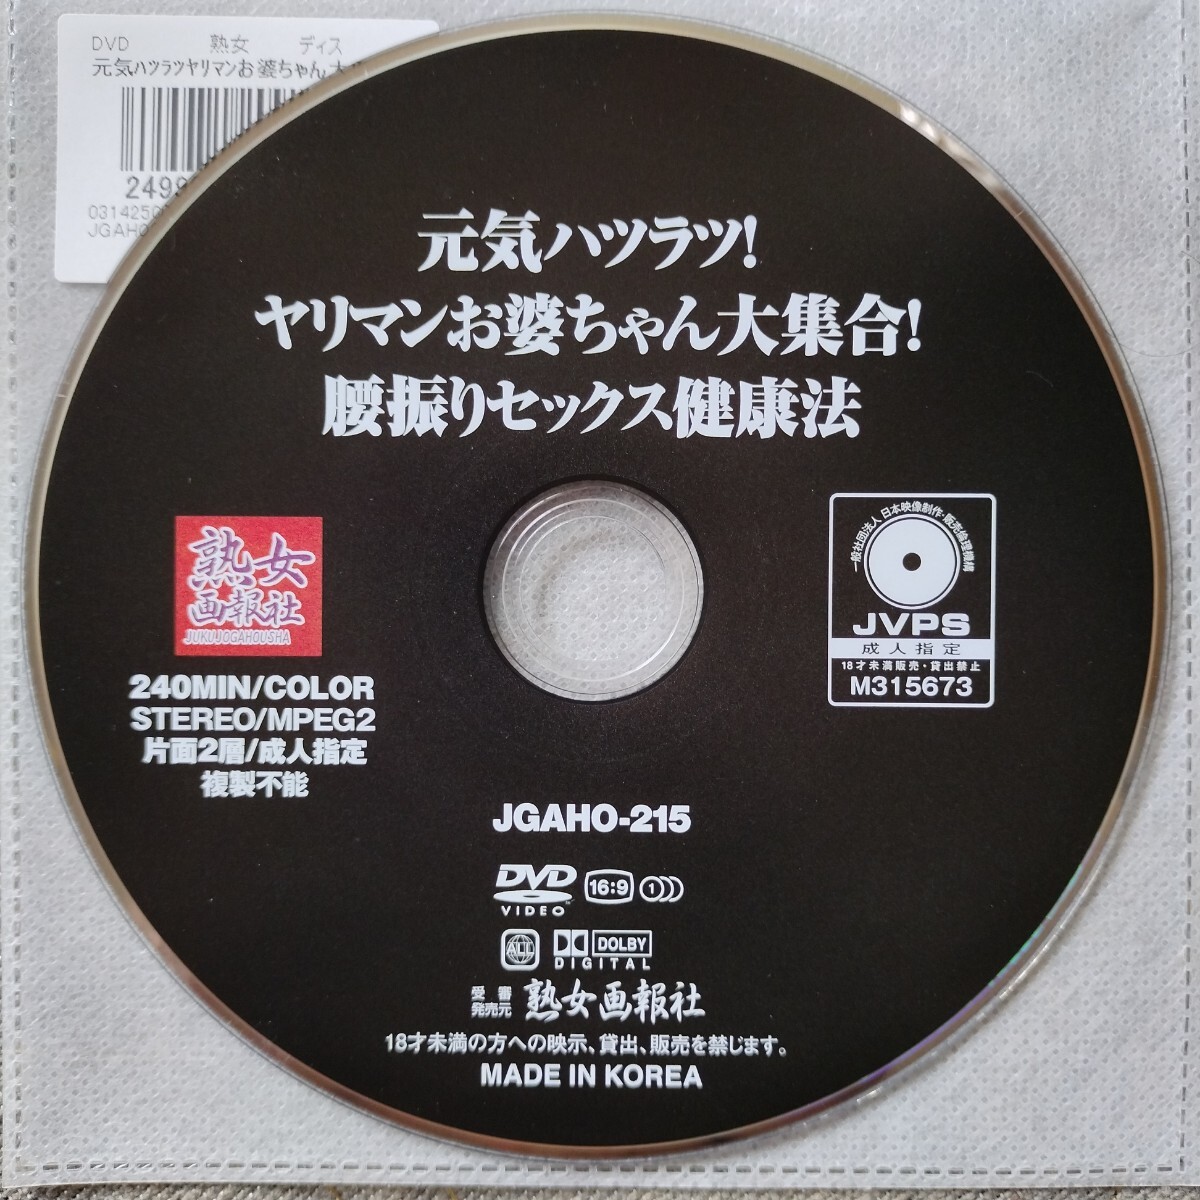 DVD 熟女 ディス
元気ハツラツヤリマンお婆ちゃん大
2499
JGAHO
元気ハツラツ!
ヤリマンお婆ちゃん大集合!
腰振りセックス健康法
熟女
画報社
JUKUJOGAHOUSHA
240MIN/COLOR
STEREO/MPEG2
片面2層/成人指定
複製不能
一般社団法人 日本映像制作・販売倫理機構
JVPS
成人指定
18才未満販売・貸出禁止
M315673
JGAHO-215
DVD
VIDEO
16:9
1
ALL
DOLBY
DIGITAL
受審
発売元 熟女画報社
18才未満の方への映示、貸出、販売を禁じます。
MADE IN KOREA